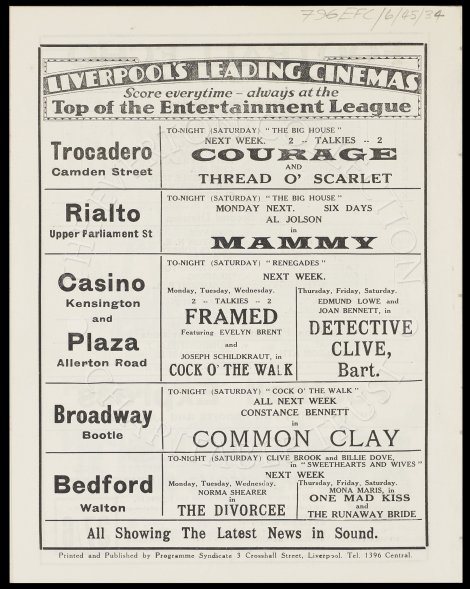 796EFC/6/45/34
LIVERPOOL'S LEADING CINEMAS
Score everytime - always at the
Top of the Entertainment League
Trocadero
Camden Street
TO-NIGHT (SATURDAY) "THE BIG HOUSE"
NEXT WEEK. 2 -- TALKIES -- 2
COURAGE
AND
THREAD O' SCARLET
Rialto
Upper Parliament St
TO-NIGHT (SATURDAY) "THE BIG HOUSE"
MONDAY NEXT. SIX DAYS
AL JOLSON
in
MAMMY
Casino
Kensington
and
Plaza
Allerton Road
TO-NIGHT (SATURDAY) "RENEGADES"
NEXT WEEK.
Monday, Tuesday, Wednesday.
2 -- TALKIES -- 2
FRAMED
Featuring EVELYN BRENT
and
JOSEPH SCHILDKRAUT, in
COCK O' THE WALK
Thursday, Friday, Saturday.
EDMUND LOWE and
JOAN BENNETT, in
DETECTIVE
CLIVE,
Bart.
Broadway
Bootle
TO-NIGHT (SATURDAY) "COCK O' THE WALK"
ALL NEXT WEEK
CONSTANCE BENNETT
in
COMMON CLAY
Bedford
Walton
TO-NIGHT (SATURDAY) CLIVE BROOK and BILLIE DOVE,
in "SWEETHEARTS AND WIVES"
NEXT WEEK
Monday, Tuesday, Wednesday,
NORMA SHEARER
in
THE DIVORCEE
Thursday, Friday, Saturday.
MONA MARIS, in
ONE MAD KISS
and
THE RUNAWAY BRIDE
All Showing The Latest News in Sound.
Printed and Published by Programme Syndicate 3 Crosshall Street, Liverpool. Tel. 1396 Central.